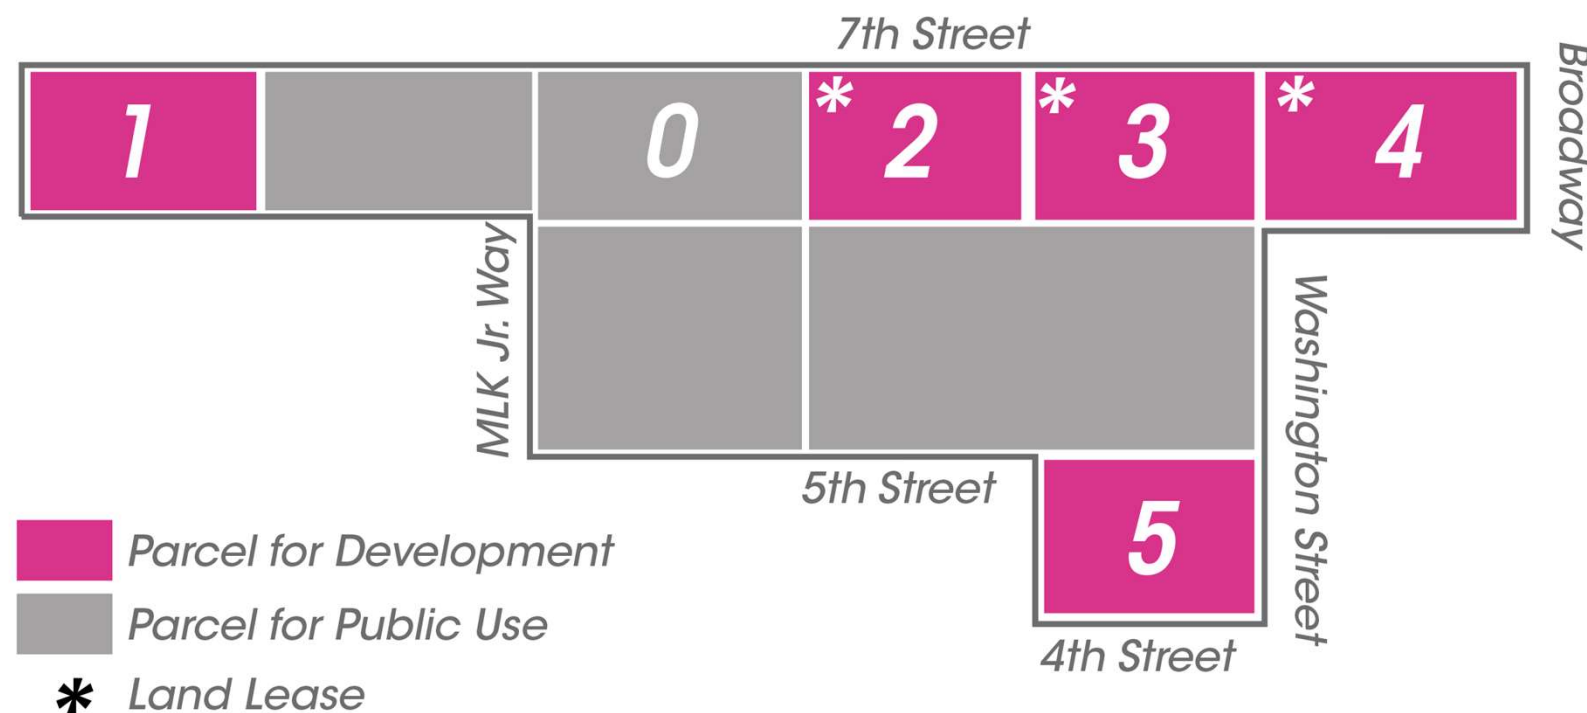 7th Street
Broadway
1
0
* 2
* 3
* 4
MLK Jr. Way
Washington Street
5th Street
5
4th Street
Parcel for Development
Parcel for Public Use
* Land Lease